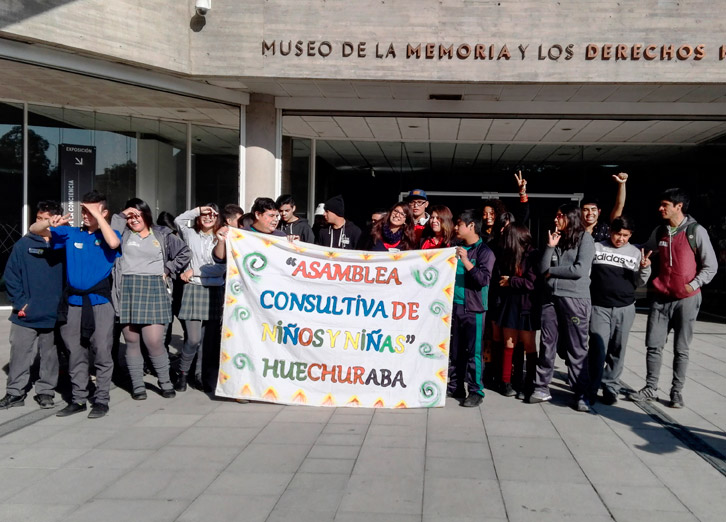 MUSEO DE LA MEMORIA Y LOS DERECHOS
EXPOSICIÓN
"ASAMBLEA
CONSULTIVA DE
NIÑOS Y NIÑAS"
HUECHURABA
adidas